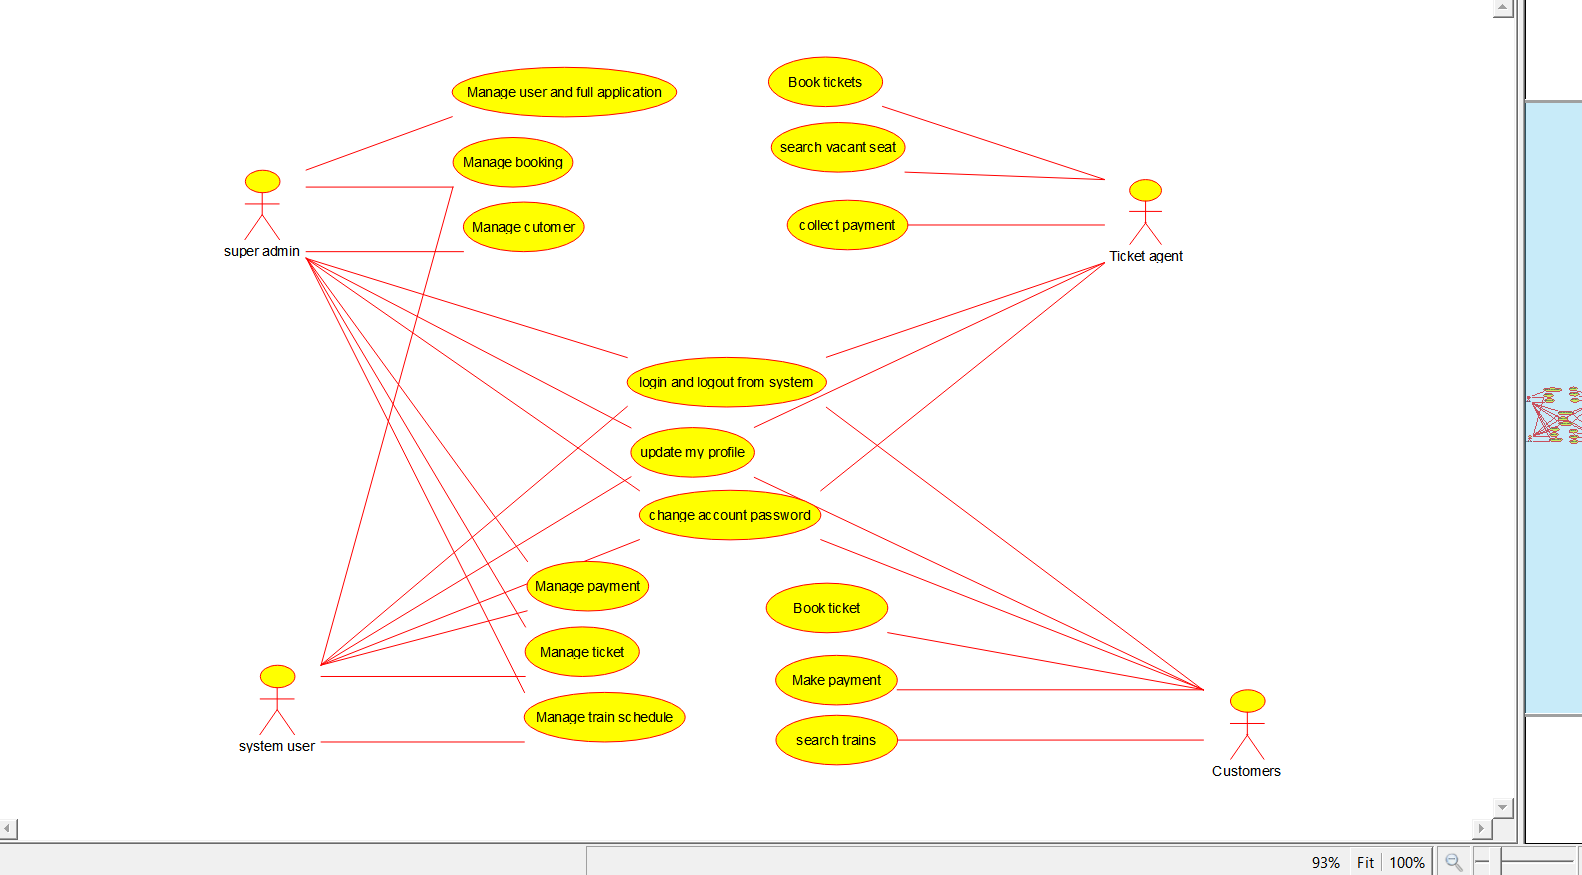 Manage user and full application
Book tickets
search vacant seat
Manage booking
Manage cutomer
collect payment
super admin
Ticket agent
login and logout from system
update my profile
change account password
Manage payment
Book ticket
Manage ticket
Make payment
Manage train schedule
search trains
system user
Customers
93% Fit 100%